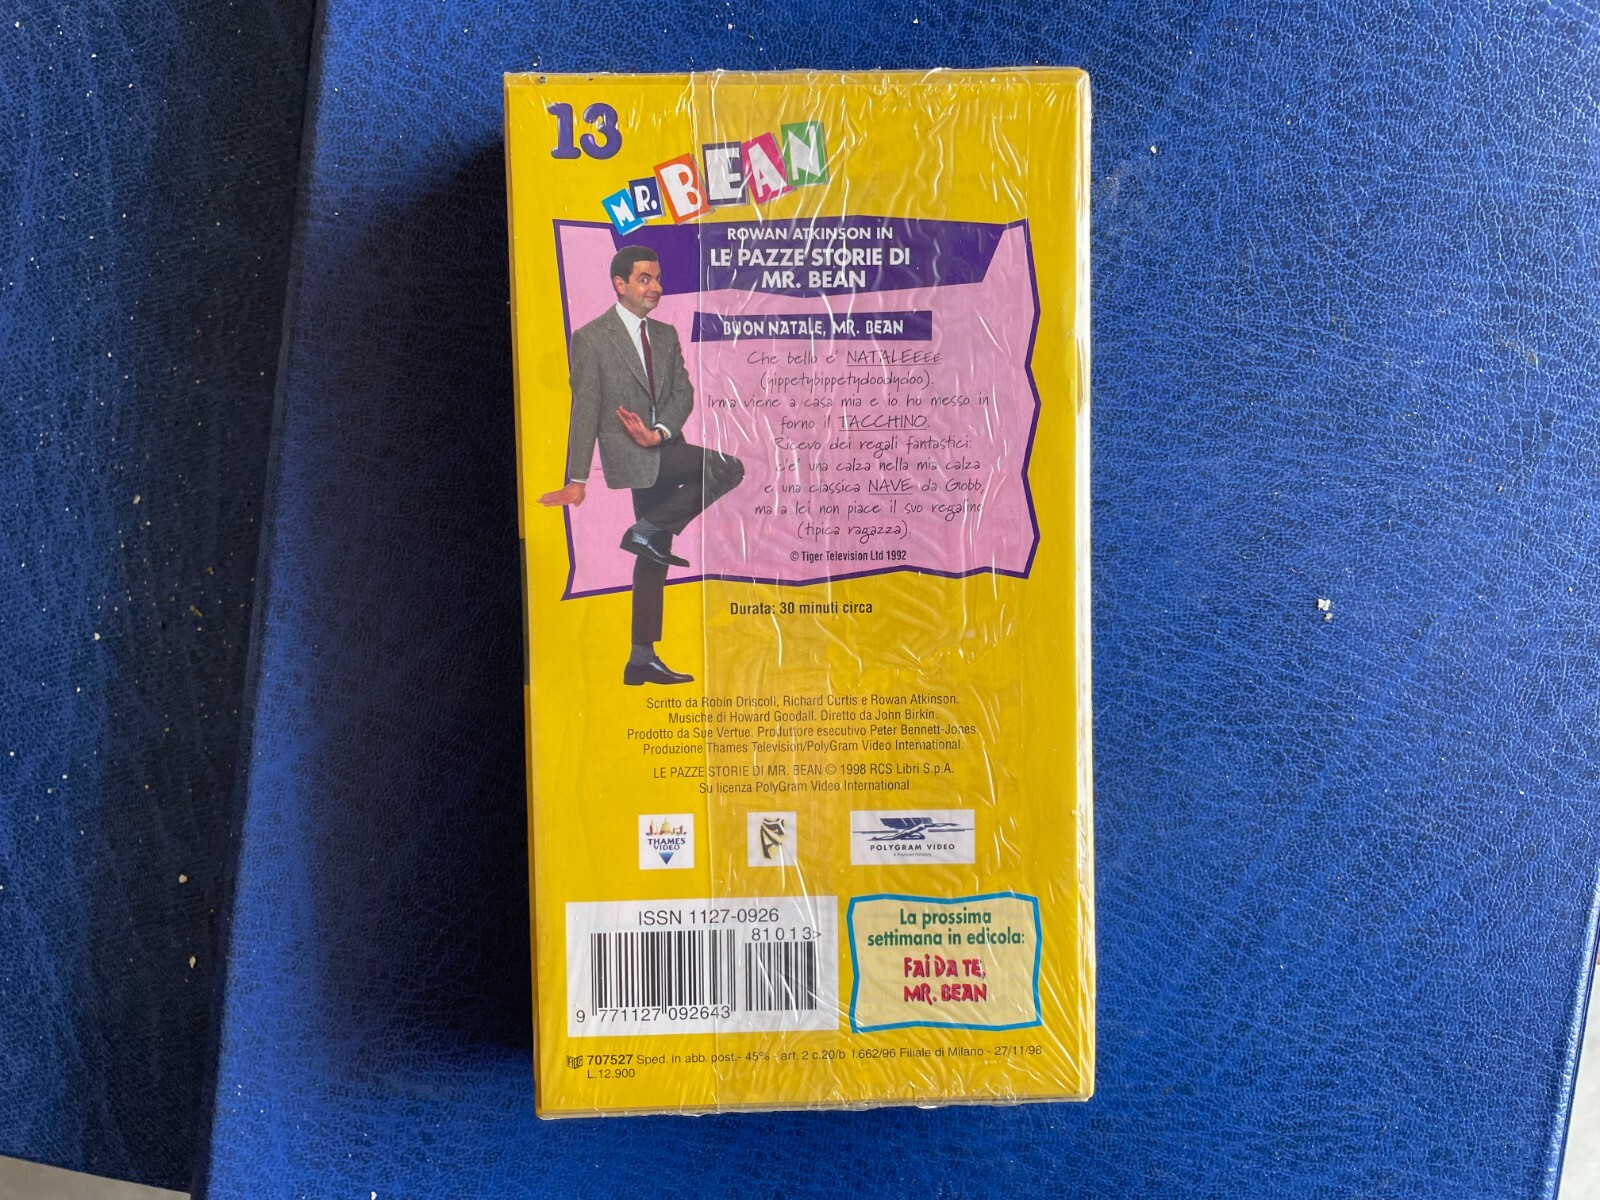 13
MR. BEAN
ROWAN ATKINSON IN
LE PAZZE STORIE DI
MR. BEAN
BUON NATALE, MR. BEAN
Che bello e' NATALEEEE
(yippetybippetydoodydoo).
Irma viene a casa mia e io ho messo in
forno il TACCHINO.
Ricevo dei regali fantastici:
c'e' una calza nella mia calza
e una classica NAVE da Gobb,
ma a lei non piace il suo regalino
(tipica ragazza).
© Tiger Television Ltd 1992
Durata: 30 minuti circa
Scritto da Robin Driscoll, Richard Curtis e Rowan Atkinson.
Musiche di Howard Goodall. Diretto da John Birkin.
Prodotto da Sue Vertue. Produttore esecutivo Peter Bennett-Jones.
Produzione Thames Television/PolyGram Video International.
LE PAZZE STORIE DI MR. BEAN © 1998 RCS Libri S.p.A.
Su licenza PolyGram Video International
THAMES
VIDEO
POLYGRAM VIDEO
A PolyGram Company
ISSN 1127-0926
81013>
9 771127 092643
La prossima
settimana in edicola:
FAI DA TE,
MR. BEAN
707527 Sped. in abb. post.- 45% - art. 2 c.20/b l.662/96 Filiale di Milano - 27/11/98
L.12.900